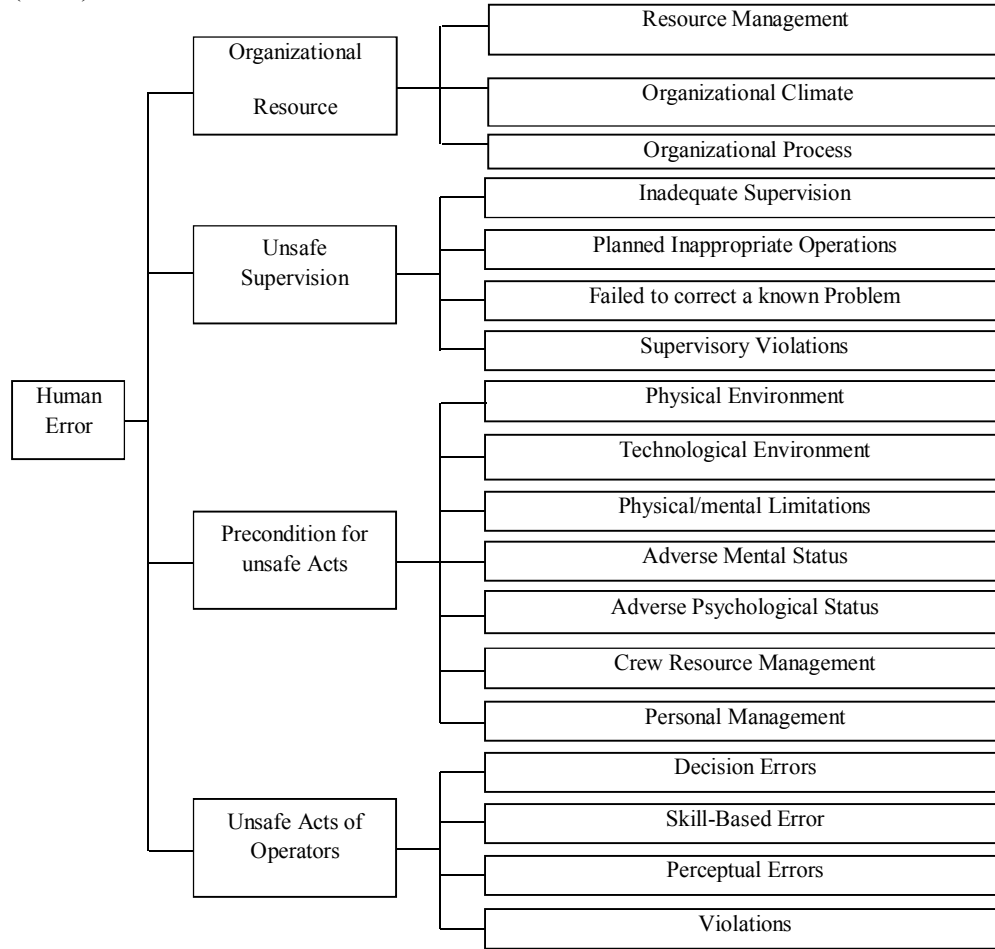 Organizational
Resource
Resource Management
Organizational Climate
Organizational Process
Unsafe
Supervision
Inadequate Supervision
Planned Inappropriate Operations
Failed to correct a known Problem
Supervisory Violations
Human
Error
Precondition for
unsafe Acts
Physical Environment
Technological Environment
Physical/mental Limitations
Adverse Mental Status
Adverse Psychological Status
Crew Resource Management
Personal Management
Unsafe Acts of
Operators
Decision Errors
Skill-Based Error
Perceptual Errors
Violations